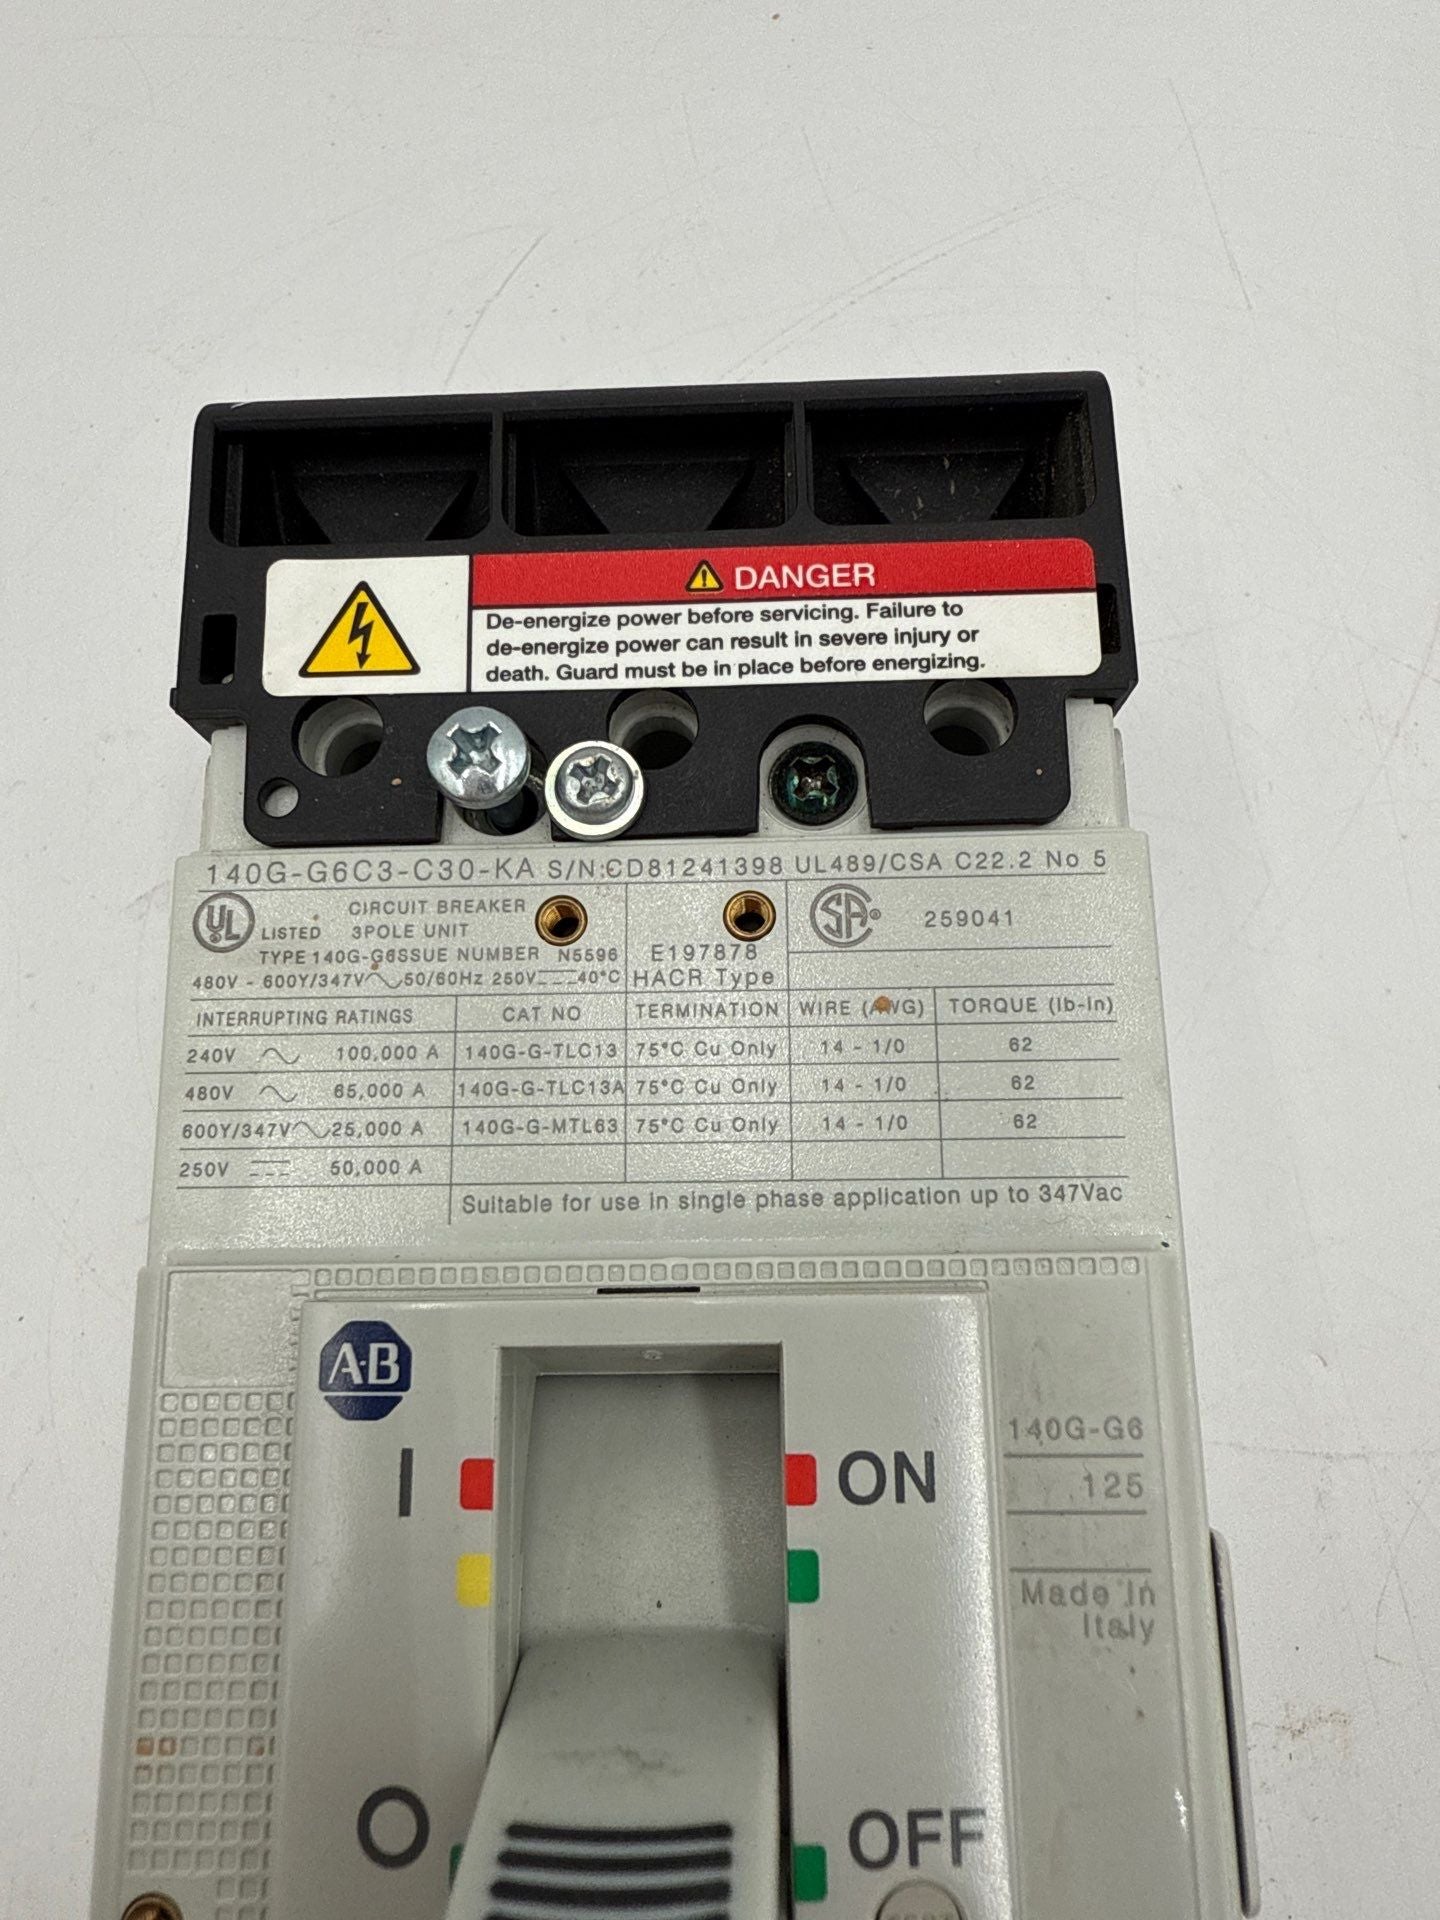 DANGER
De-energize power before servicing. Failure to
de-energize power can result in severe injury or
death. Guard must be in place before energizing.
140G-G6C3-C30-KA S/N:CD81241398 UL489/CSA C22.2 No 5
UL LISTED
CIRCUIT BREAKER
3POLE UNIT
TYPE 140G-G6SSUE NUMBER N5596
480V - 600Y/347V 50/60Hz 250V 40°C
E197878
HACR Type
SA® 259041
INTERRUPTING RATINGS CAT NO TERMINATION WIRE (AWG) TORQUE (lb-in)
240V 100,000 A 140G-G-TLC13 75°C Cu Only 14 - 1/0 62
480V 65,000 A 140G-G-TLC13A 75°C Cu Only 14 - 1/0 62
600Y/347V 25,000 A 140G-G-MTL63 75°C Cu Only 14 - 1/0 62
250V 50,000 A
Suitable for use in single phase application up to 347Vac
A-B
140G-G6
125
I ON
Made in
Italy
O OFF